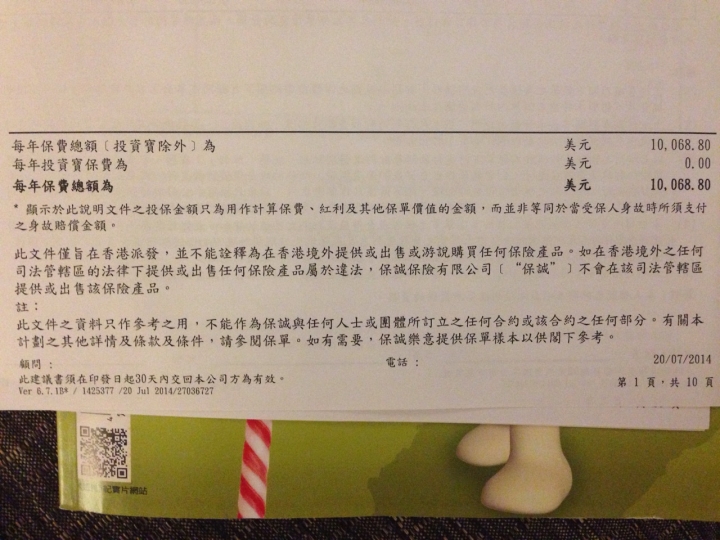 每年保費總額〔投資寶除外〕為 美元 10,068.80
每年投資寶保費為 美元 0.00
每年保費總額為 美元 10,068.80
* 顯示於此說明文件之投保金額只為用作計算保費、紅利及其他保單價值的金額，而並非等同於當受保人身故時所須支付
之身故賠償金額。
此文件僅旨在香港派發，並不能詮釋為在香港境外提供或出售或游說購買任何保險產品。如在香港境外之任何
司法管轄區的法律下提供或出售任何保險產品屬於違法，保誠保險有限公司〔“保誠”〕不會在該司法管轄區
提供或出售該保險產品。
註：
此文件之資料只作參考之用，不能作為保誠與任何人士或團體所訂立之任何合約或該合約之任何部分。有關本
計劃之其他詳情及條款及條件，請參閱保單。如有需要，保誠樂意提供保單樣本以供閣下參考。
顧問： 電話： 20/07/2014
此建議書須在印發日起30天內交回本公司方為有效。 第 1 頁，共 10 頁
Ver 6.7.18* / 1425377 /20 Jul 2014/27036727
紀實片網站